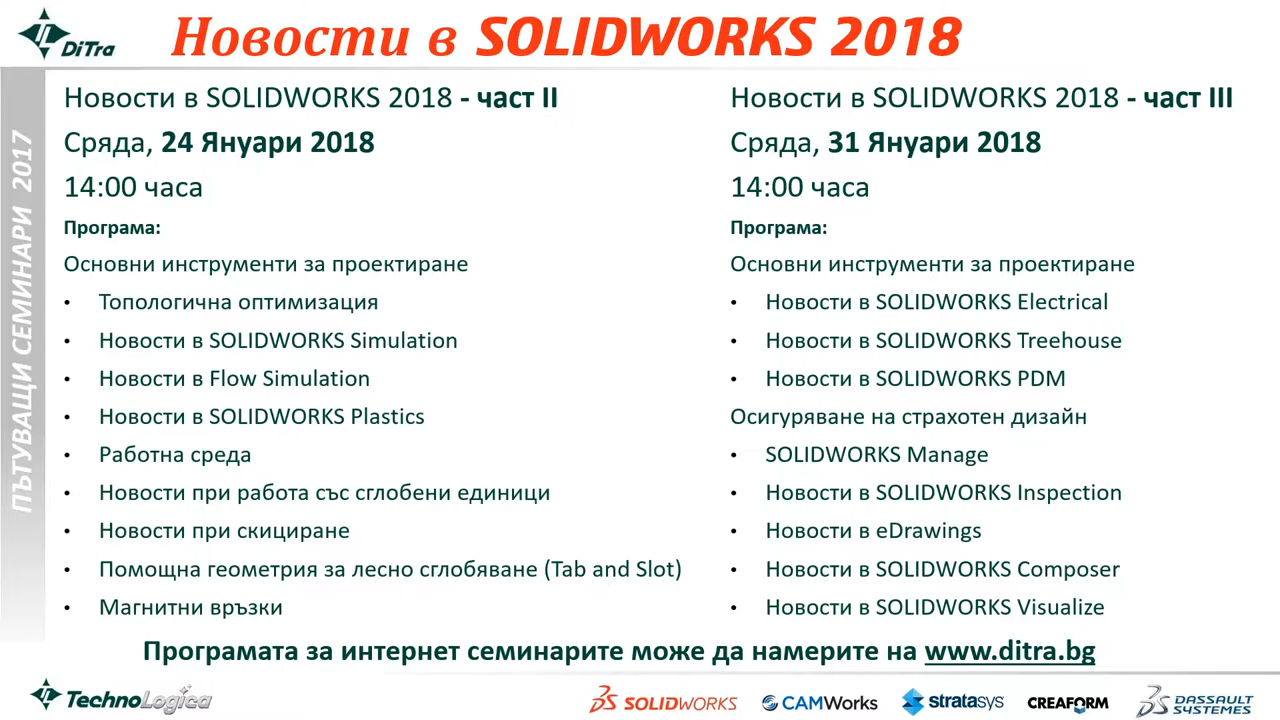 DiTra
Новости в SOLIDWORKS 2018
ПЪТУВАЩИ СЕМИНАРИ 2017
Новости в SOLIDWORKS 2018 - част II
Сряда, 24 Януари 2018
14:00 часа
Програма:
Основни инструменти за проектиране
• Топологична оптимизация
• Новости в SOLIDWORKS Simulation
• Новости в Flow Simulation
• Новости в SOLIDWORKS Plastics
• Работна среда
• Новости при работа със сглобени единици
• Новости при скициране
• Помощна геометрия за лесно сглобяване (Tab and Slot)
• Магнитни връзки
Новости в SOLIDWORKS 2018 - част III
Сряда, 31 Януари 2018
14:00 часа
Програма:
Основни инструменти за проектиране
• Новости в SOLIDWORKS Electrical
• Новости в SOLIDWORKS Treehouse
• Новости в SOLIDWORKS PDM
Осигуряване на страхотен дизайн
• SOLIDWORKS Manage
• Новости в SOLIDWORKS Inspection
• Новости в eDrawings
• Новости в SOLIDWORKS Composer
• Новости в SOLIDWORKS Visualize
Програмата за интернет семинарите може да намерите на www.ditra.bg
TechnoLogica
SOLIDWORKS
CAMWorks
stratasys
CREAFORM
DASSAULT SYSTEMES